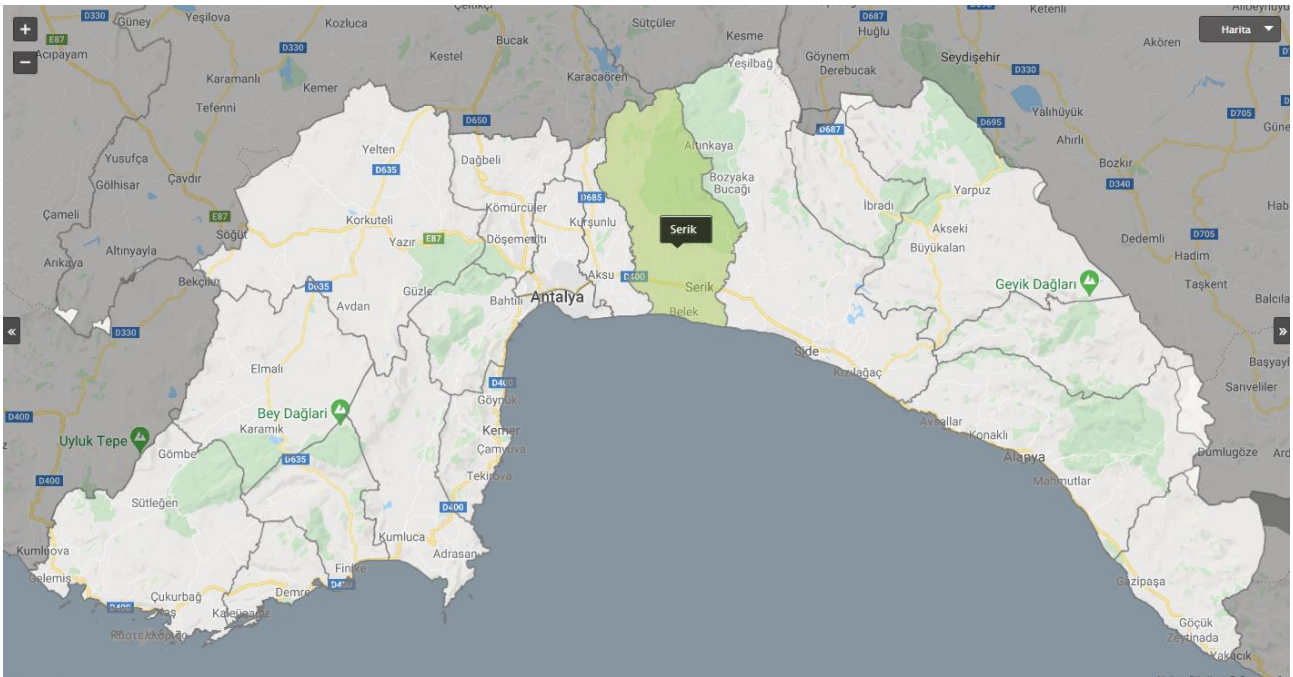 D330
Güney
Yeşilova
Kozluca
Çeltikçi
Sütçüler
D687
Ketenli
+
E87
Acıpayam
D330
Bucak
Kesme
Huğlu
Akören
Harita
−
Kestel
Karacaören
Yeşilbağ
Göynem
Derebucak
Seydişehir
D330
Karamanlı
Kemer
Tefenni
D650
D687
D695
Yalıhüyük
D705
Ahırlı
Yusufça
Yelten
Dağbeli
Altınkaya
Bozkır
Gölhisar
Çavdır
D635
Bozyaka
Bucağı
Yarpuz
D340
Çameli
E87
Korkuteli
Kömürcüler
D685
Kurşunlu
İbradı
Hab
Söğüt
Yazır
E87
Döşemealtı
Serik
Akseki
Büyükalan
Dedemli
D705
Altınyayla
Arıkaya
Hadim
Bekçiler
D635
Güzle
Aksu
D400
Serik
Geyik Dağları
Taşkent
Avdan
Bahtılı
Antalya
Belek
«
D330
»
Elmalı
Side
Kızılağaç
Başyayl
Sarıveliler
D400
D400
Göynük
Bey Dağlari
Karamık
Kemer
Avsallar
Konaklı
Uyluk Tepe
Gömbe
D635
Çamyuva
Alanya
Dumlugöze
D400
Tekirova
Mahmutlar
Sütleğen
D400
Kumluova
Kumluca
Adrasan
Gelemiş
Finike
Gazipaşa
Çukurbağ
Demre
D400
D400
Göçük
Zeytinada
Yakacık